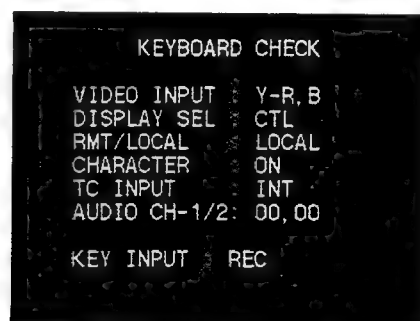 KEYBOARD CHECK
VIDEO INPUT : Y-R,B
DISPLAY SEL : CTL
RMT/LOCAL : LOCAL
CHARACTER : ON
TC INPUT : INT
AUDIO CH-1/2: 00,00
KEY INPUT : REC